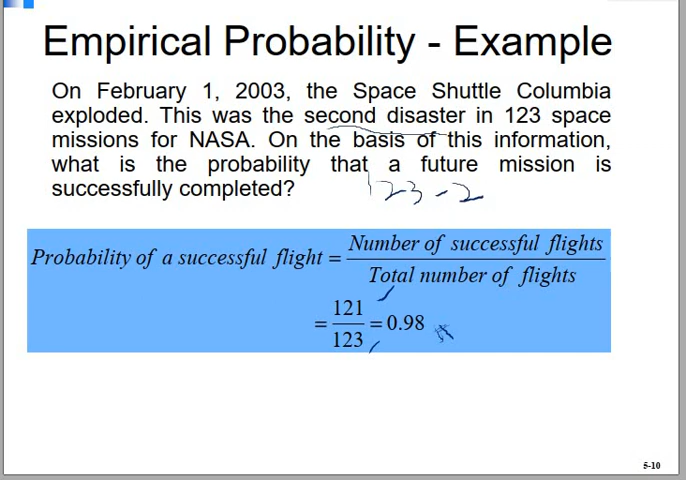 Empirical Probability - Example
On February 1, 2003, the Space Shuttle Columbia
exploded. This was the second disaster in 123 space
missions for NASA. On the basis of this information,
what is the probability that a future mission is
successfully completed?
123 - 2
Probability of a successful flight = Number of successful flights / Total number of flights
= 121 / 123 = 0.98
5-10